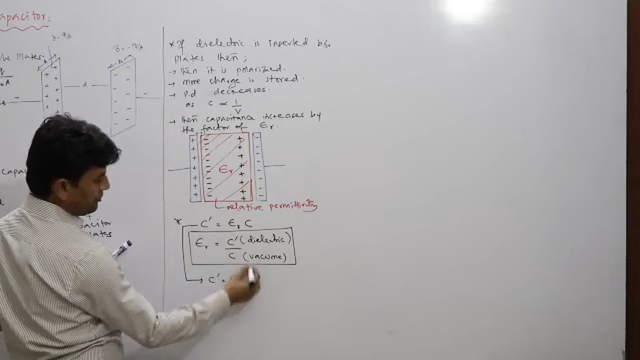 apacitor:
* If dielectric is inserted b/w
Plates then;
→ then it is polarized.
→ more charge is stored.
→ P.d decreases
as C ∝ 1/V
→ then capacitance increases by
the factor of εr.
εr
relative permittivity
* C' = εr C
εr = C' (dielectric) / C (vacume)
→ C' =